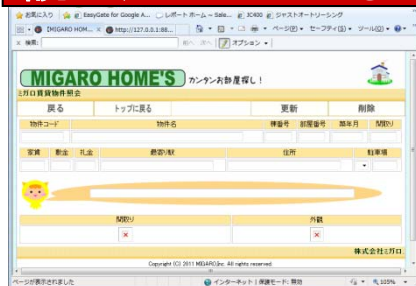 お気に入り EasyGate for Google A... レポート ホーム ~ Sale... JC400 ジャストオートリーシング
【MIGARO HOM... × http://127.0.0.1:88... ページ(P) セーフティ(S) ツール(O)
× 検索: 前へ 次へ オプション
MIGARO HOME'S カンタンお部屋探し!
ミガロ賃貸物件照会
戻る トップに戻る 更新 削除
物件コード 物件名 棟番号 部屋番号 築年月 間取り
家賃 敷金 礼金 最寄り駅 住所 駐車場
間取り 外観
株式会社ミガロ
Copyright (C) 2011 MIGARO.Inc. All rights reserved
ページが表示されました インターネット | 保護モード: 無効 105%